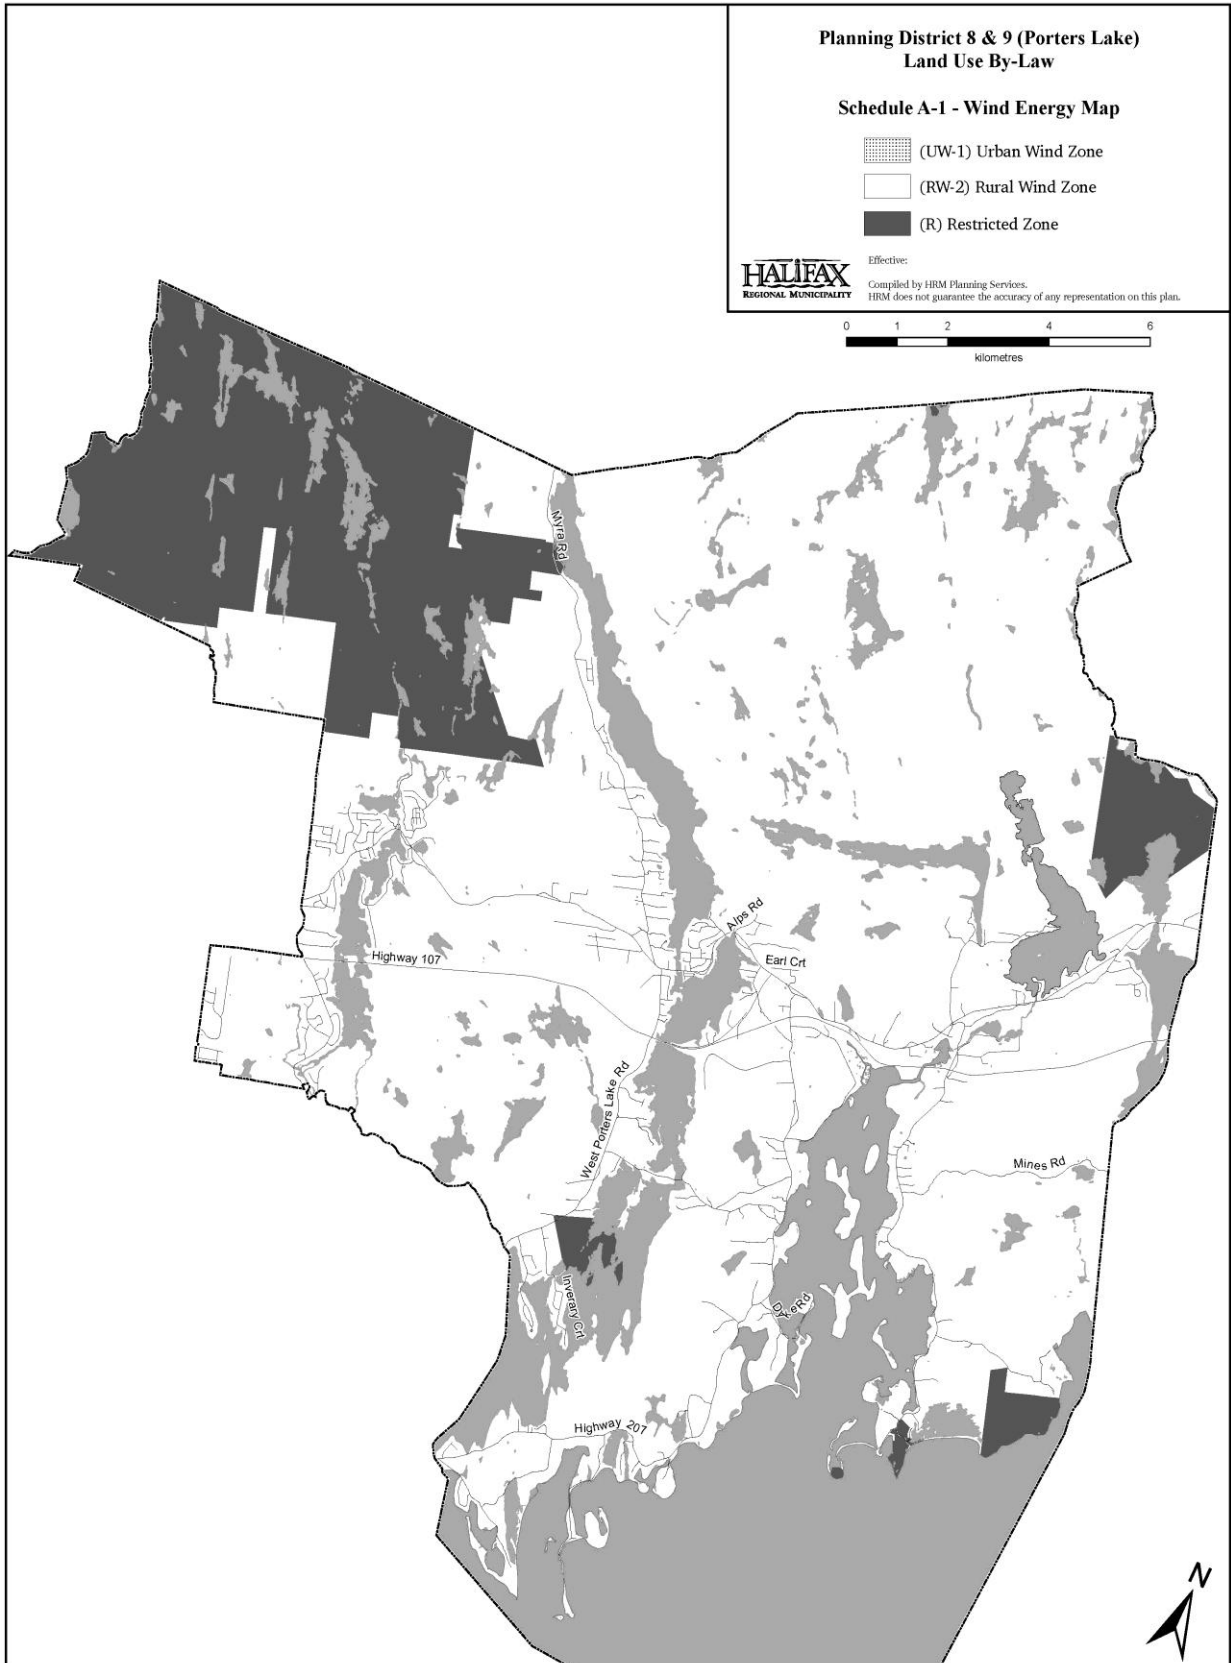 Planning District 8 & 9 (Porters Lake)
Land Use By-Law
Schedule A-1 - Wind Energy Map
(UW-1) Urban Wind Zone
(RW-2) Rural Wind Zone
(R) Restricted Zone
HALIFAX
REGIONAL MUNICIPALITY
Effective:
Compiled by HRM Planning Services.
HRM does not guarantee the accuracy of any representation on this plan.
0 1 2 4 6
kilometres
Myra Rd
Alps Rd
Earl Crt
Highway 107
West Porters Lake Rd
Mines Rd
Inverary Crt
Dyke Rd
Highway 207
N